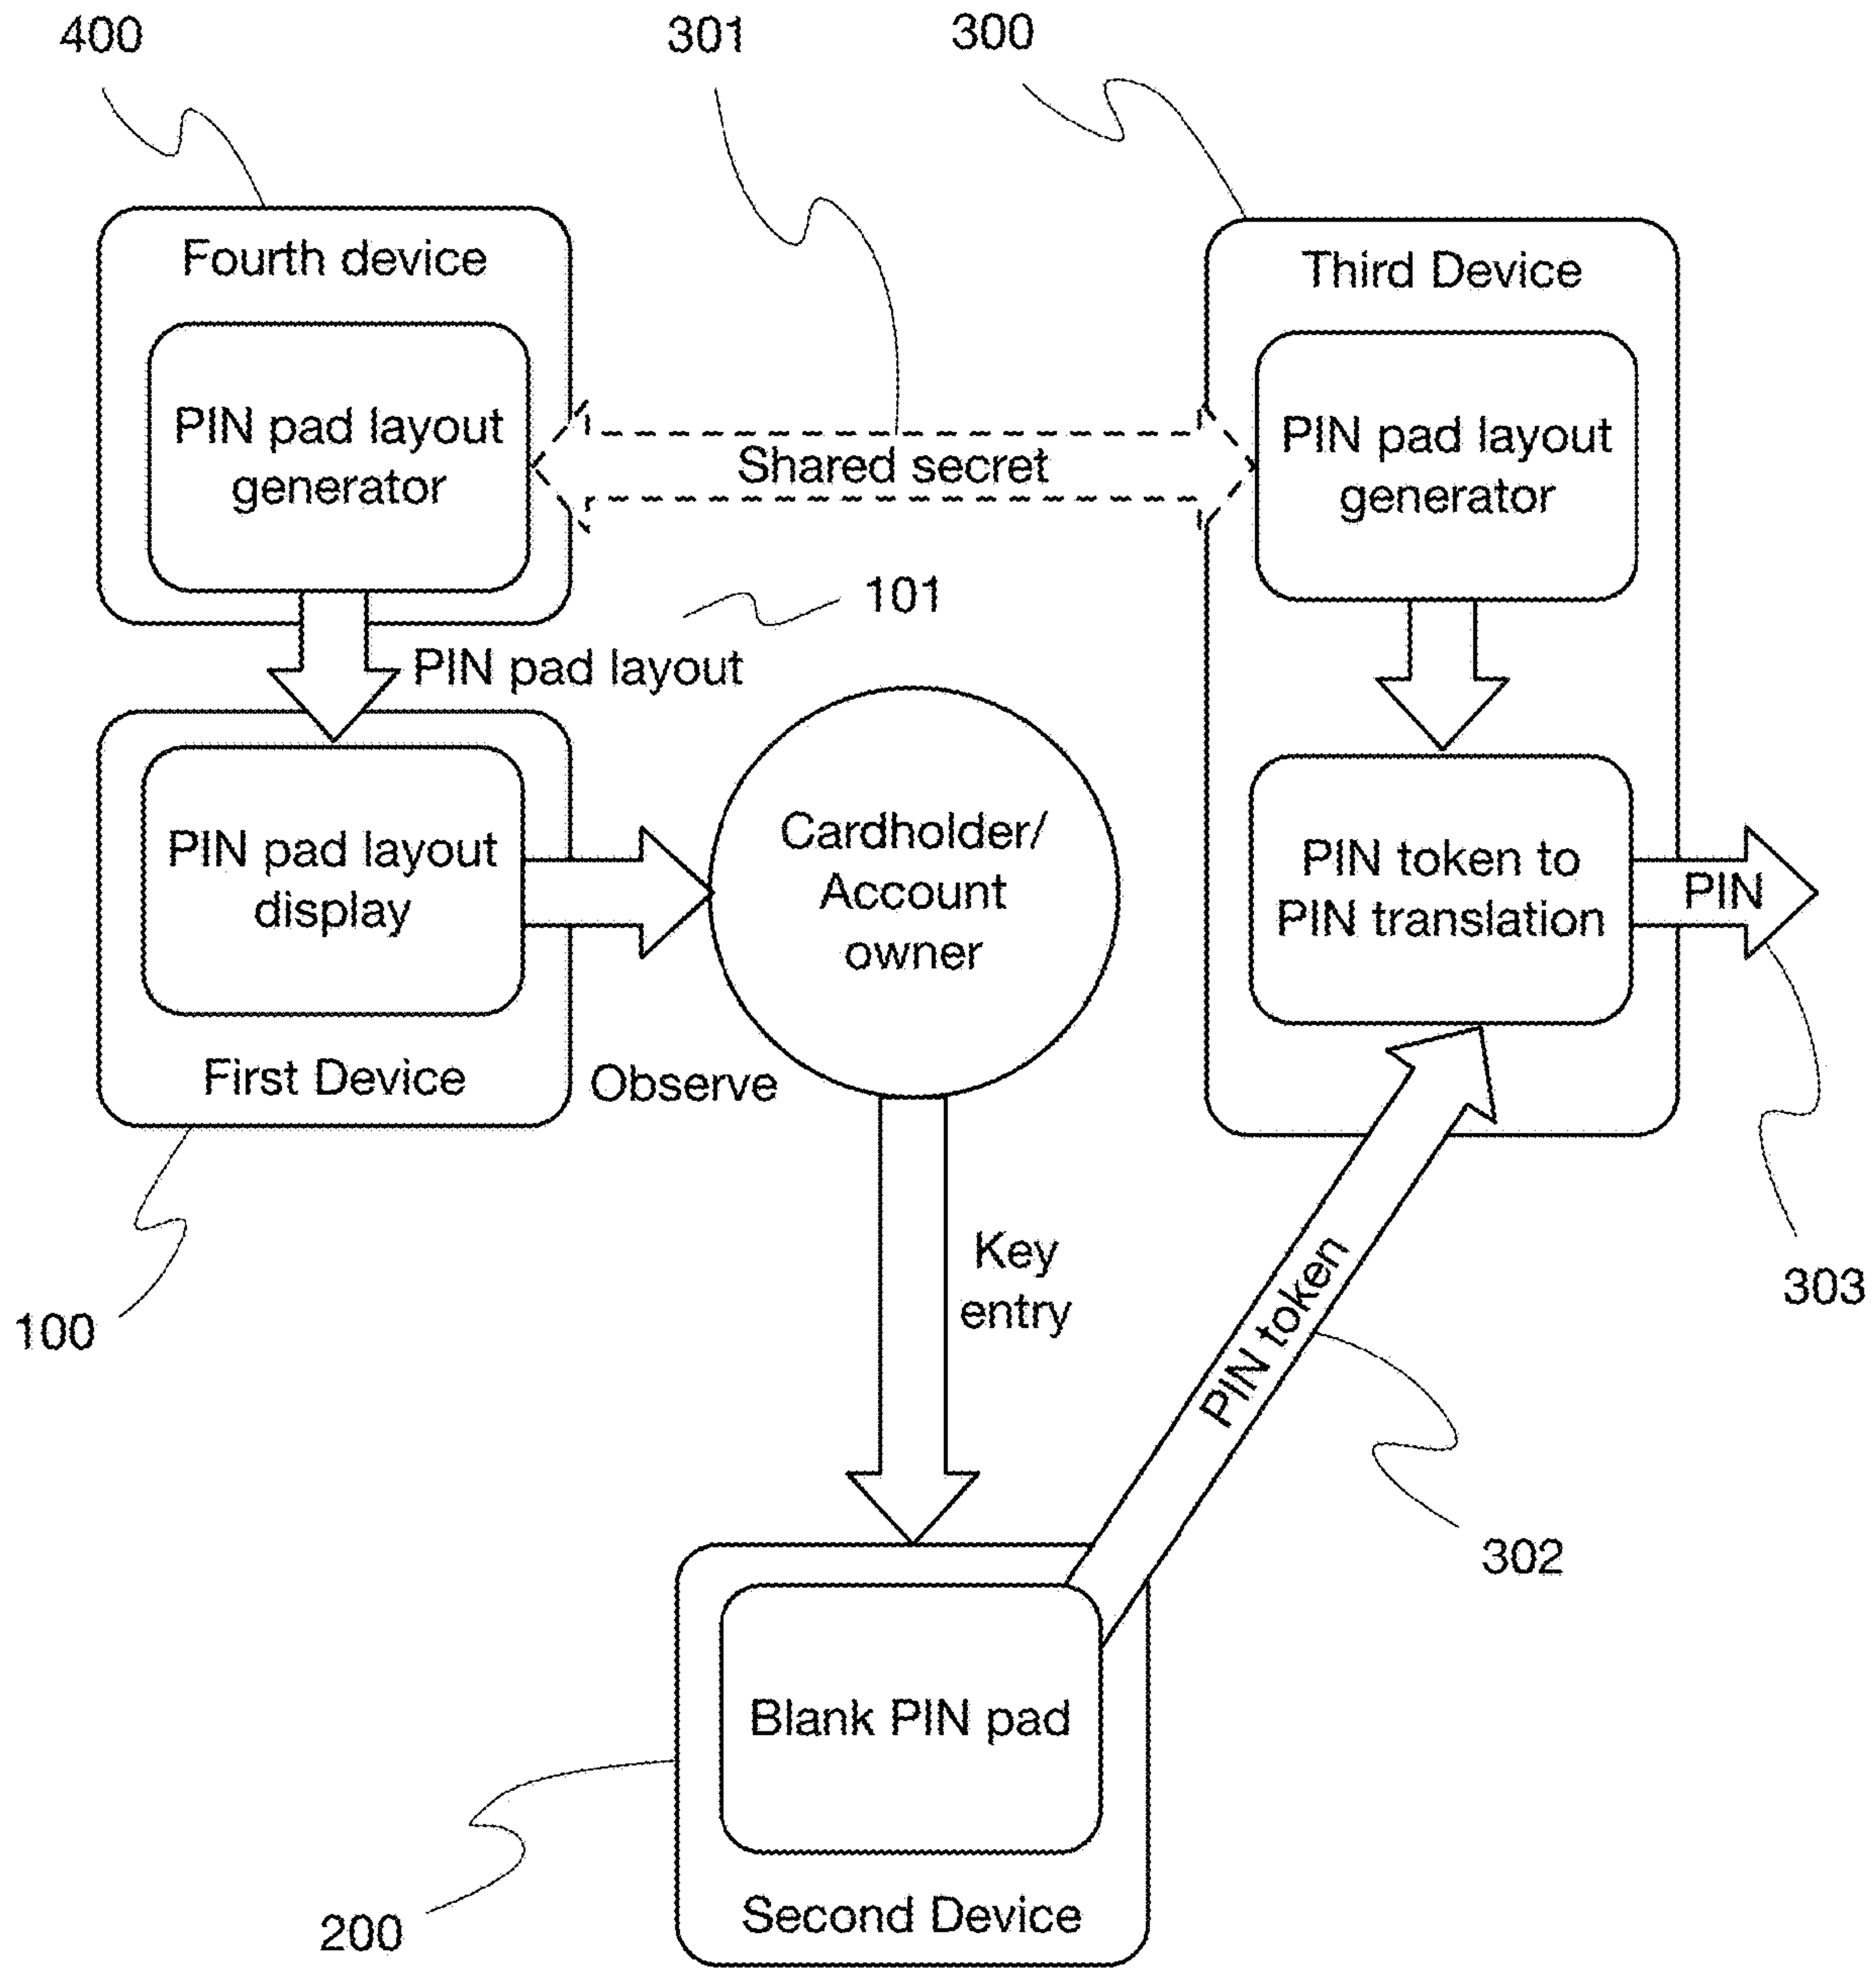 400
301
300
Fourth device
PIN pad layout
generator
Shared secret
Third Device
PIN pad layout
generator
101
PIN pad layout
PIN pad layout
display
First Device
Observe
Cardholder/
Account
owner
PIN token to
PIN translation
PIN
303
100
Key
entry
PIN token
302
Blank PIN pad
Second Device
200